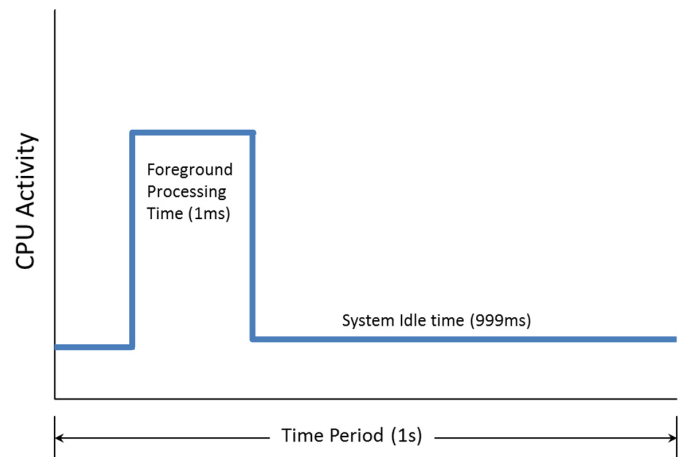 CPU Activity
Foreground
Processing
Time (1ms)
System Idle time (999ms)
Time Period (1s)